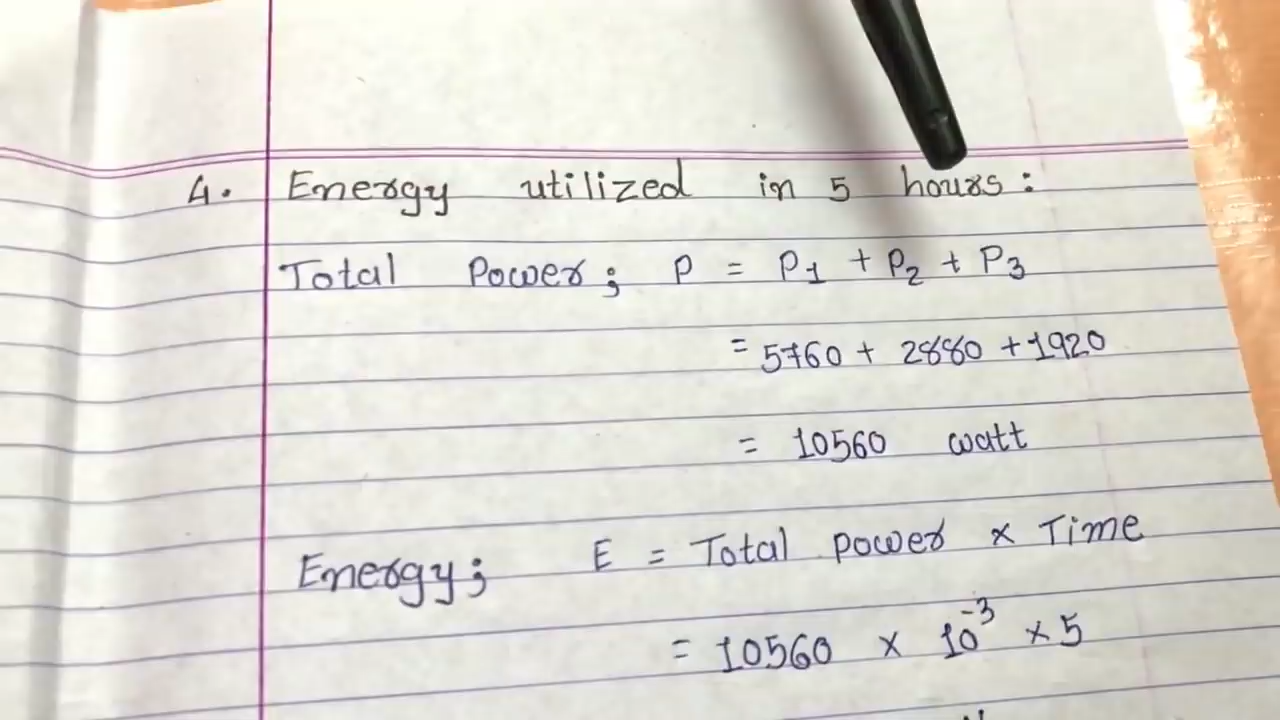 4. Energy utilized in 5 hours:
Total Power; P = P₁ + P₂ + P₃
= 5760 + 2880 + 1920
= 10560 watt
Energy; E = Total power × Time
= 10560 × 10⁻³ × 5